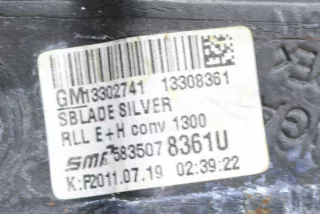 GM13302741 13308361
SBLADE SILVER
RLL E+H conv 1300
SMR 583507 8361U
K:P2011.07.19 02:39:22